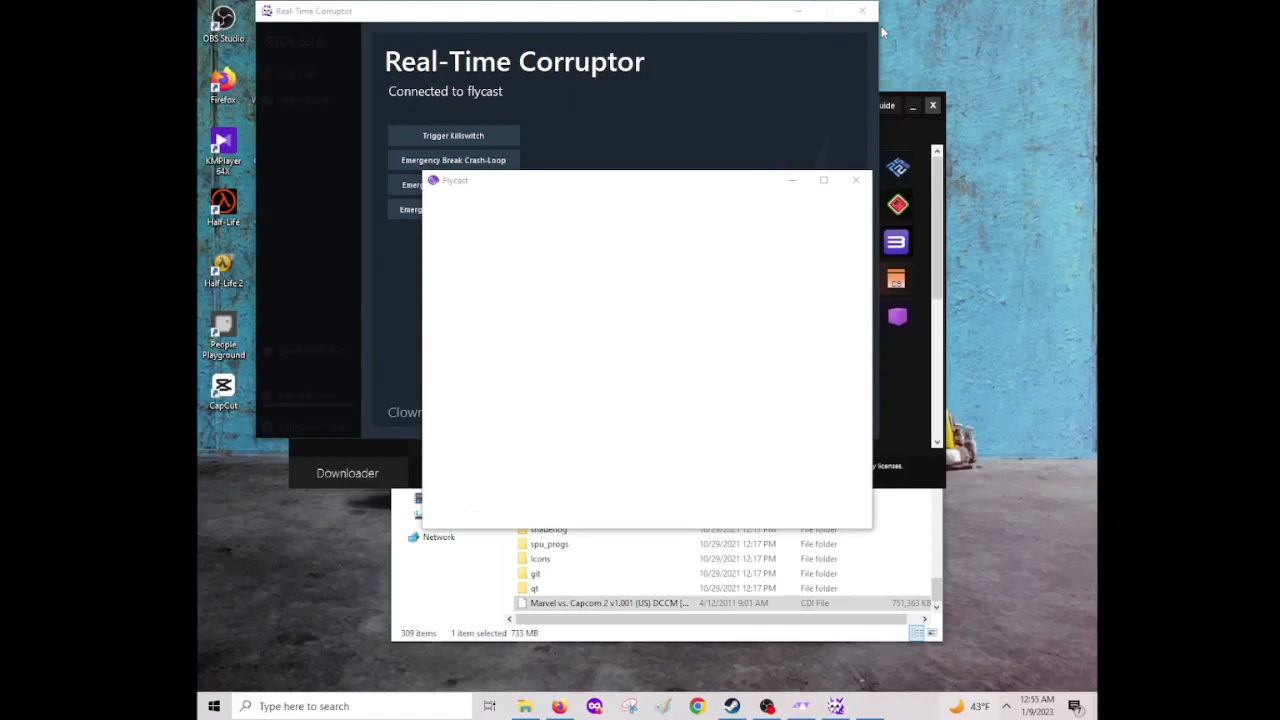 Real-Time Corruptor
RTCV 5.1.0
Real-Time Corruptor
Connected to flycast
Trigger Killswitch
Emergency Break Crash-Loop
Emerg
Emerg
Clown
Flycast
uide
y licenses.
Downloader
Network
shaderlog 10/29/2021 12:17 PM File folder
spu_progs 10/29/2021 12:17 PM File folder
Icons 10/29/2021 12:17 PM File folder
git 10/29/2021 12:17 PM File folder
qt 10/29/2021 12:17 PM File folder
Marvel vs. Capcom 2 v1.001 (US) DCCM [... 4/12/2011 9:01 AM CDI File 751,363 KB
309 items 1 item selected 733 MB
OBS Studio
Firefox
KMPlayer
64X
Half-Life
Half-Life 2
People
Playground
CapCut
Type here to search
43°F
12:55 AM
1/9/2023